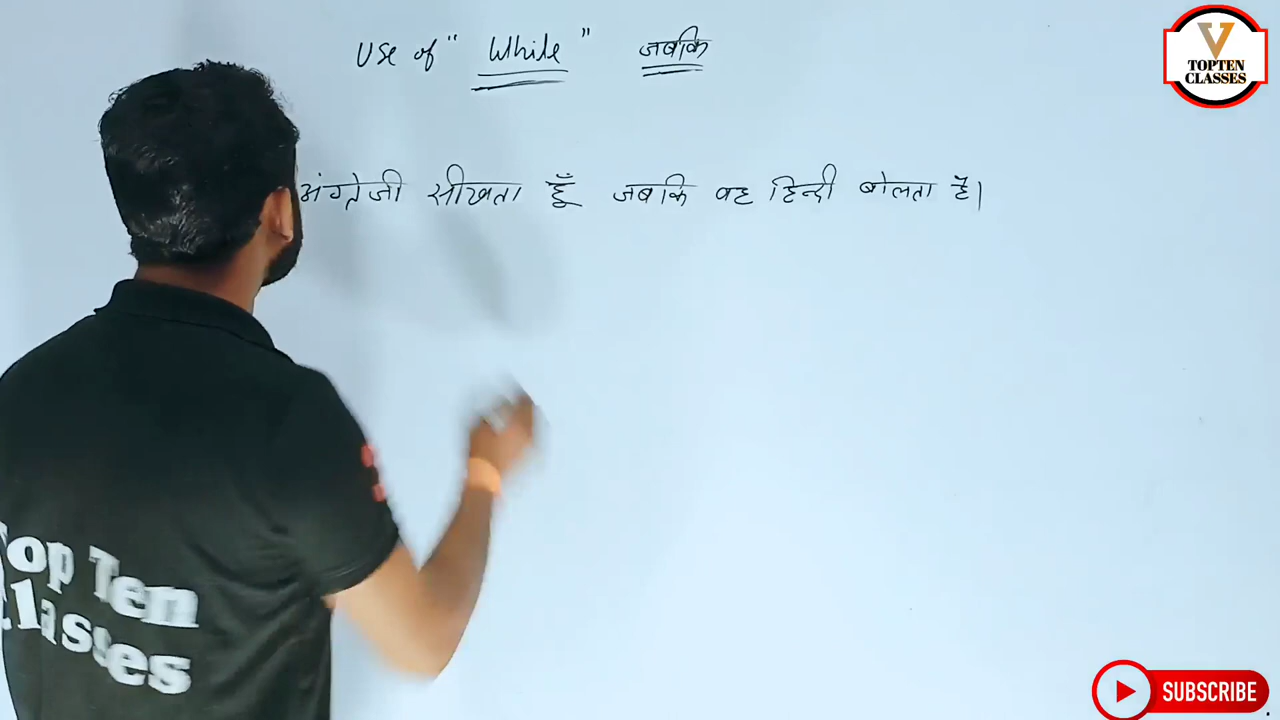 Use of " While " जबकि
अंग्रेजी सीखता हूँ जबकि वह हिन्दी बोलता है।
V
TOPTEN
CLASSES
Top Ten
Classes
SUBSCRIBE